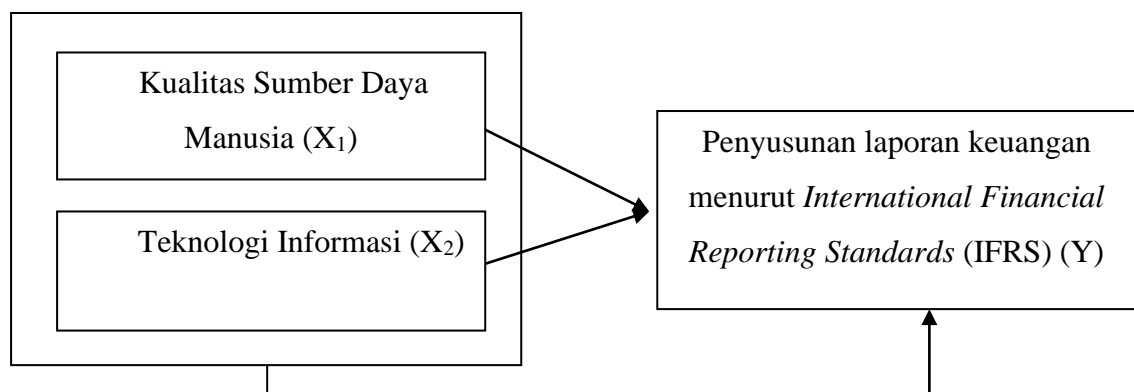 Kualitas Sumber Daya
Manusia (X₁)
Teknologi Informasi (X₂)
Penyusunan laporan keuangan
menurut International Financial
Reporting Standards (IFRS) (Y)